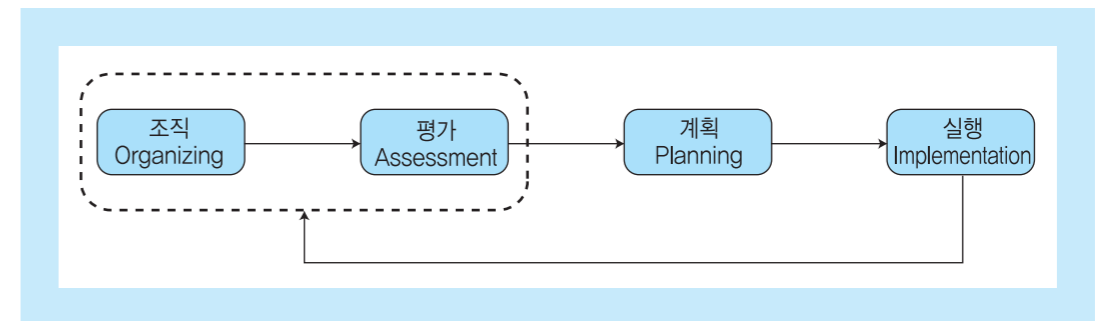 조직
Organizing
평가
Assessment
계획
Planning
실행
Implementation